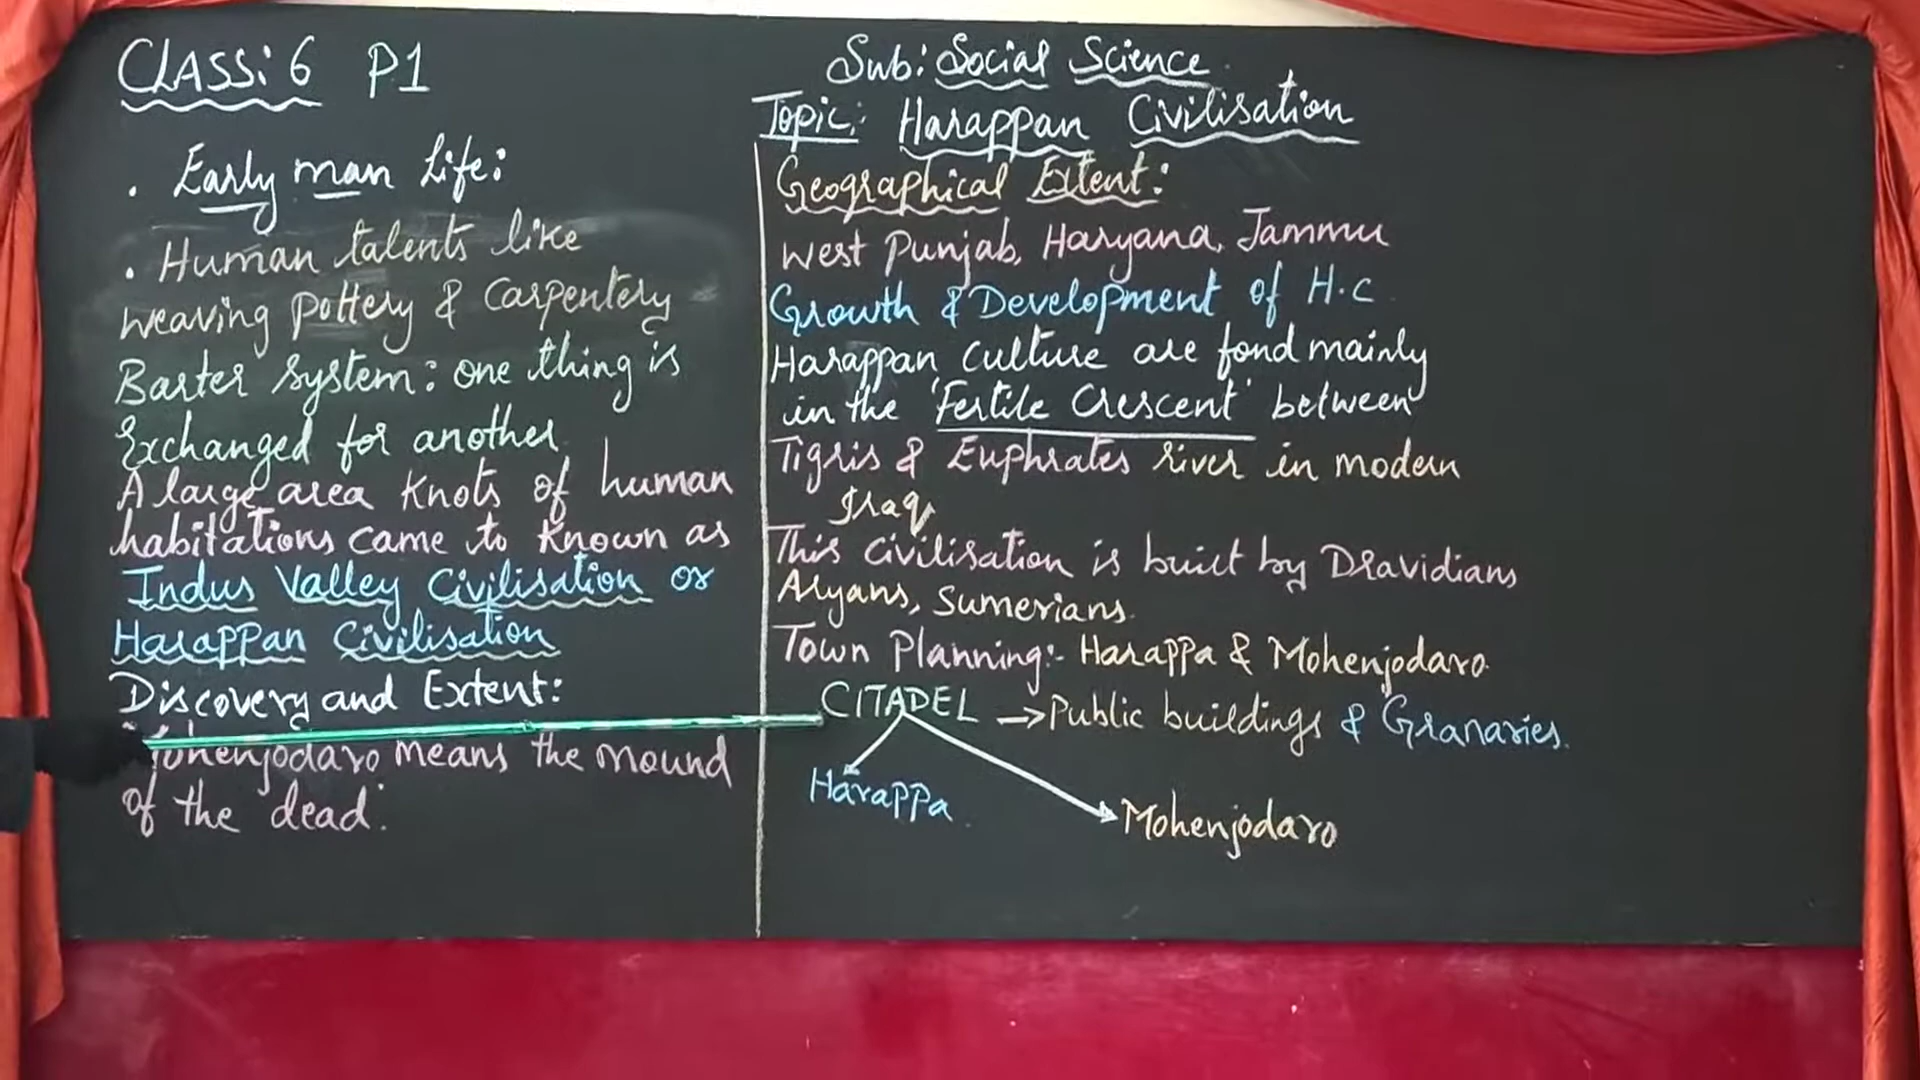 CLASS: 6 P1
. Early man Life:
. Human talents like
weaving pottery & Carpentery
Barter System: one thing is
Exchanged for another
A large area Knots of human
habitations came to known as
Indus Valley Civilisation or
Harappan Civilisation
Discovery and Extent:
Mohenjodaro means the mound
of the dead.
Sub: Social Science
Topic: Harappan Civilisation
Geographical Extent:
West Punjab, Haryana, Jammu
Growth & Development of H.C
Harappan culture are fond mainly
in the 'Fertile Crescent' between
Tigris & Euphrates river in modern
Iraq
This civilisation is built by Dravidians
Aryans, Sumerians.
Town Planning:- Harappa & Mohenjodaro
CITADEL → Public buildings & Granaries.
Harappa
Mohenjodaro